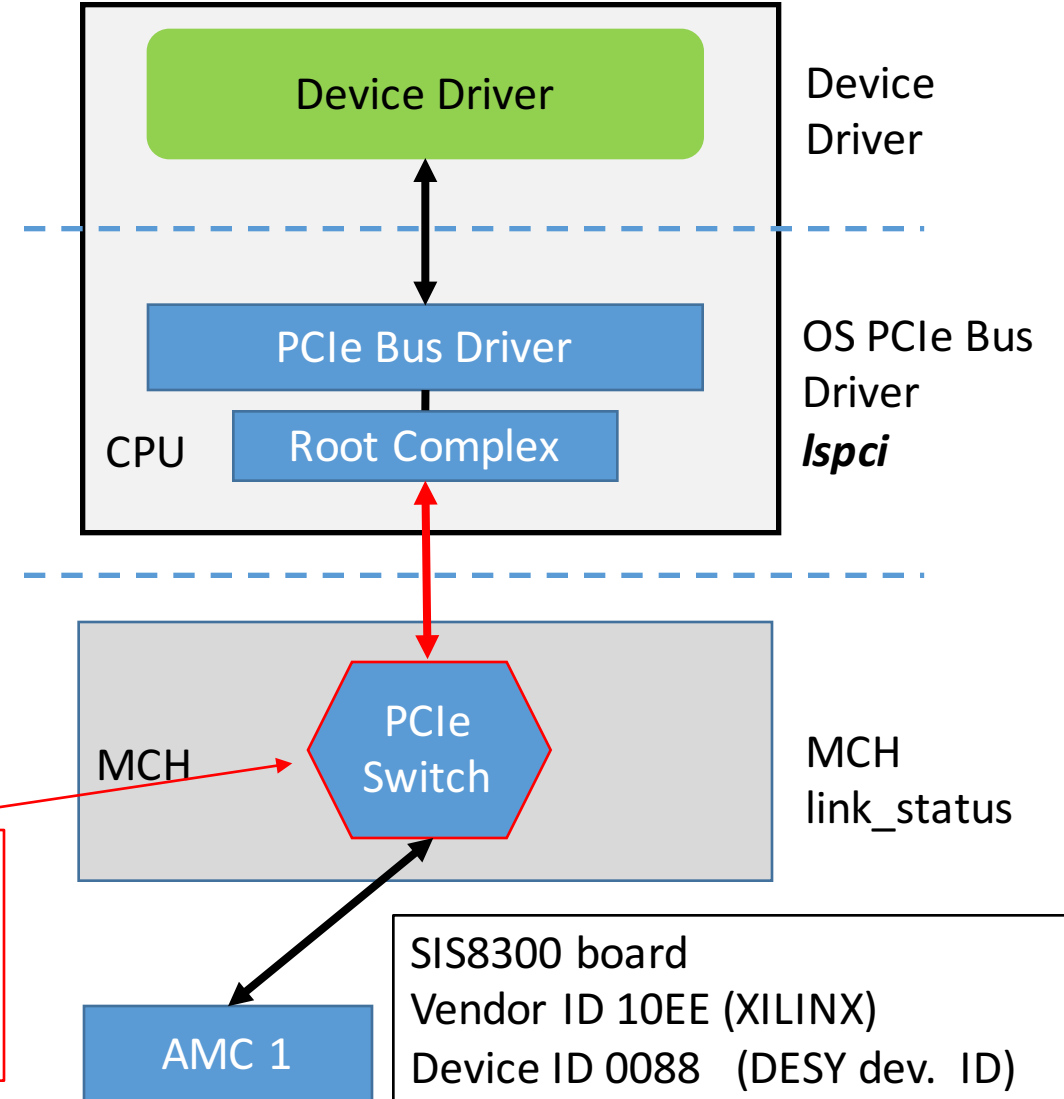 Device Driver
Device
Driver
PCIe Bus Driver
OS PCIe Bus
Driver
lspci
CPU
Root Complex
PCIe
Switch
MCH
MCH
link_status
SIS8300 board
Vendor ID 10EE (XILINX)
Device ID 0088 (DESY dev. ID)
AMC 1